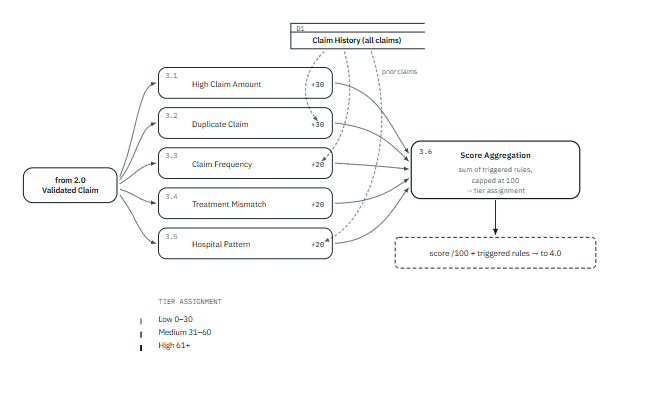 D1
Claim History (all claims)
prior claims
3.1
High Claim Amount
+30
3.2
Duplicate Claim
+30
3.3
Claim Frequency
+20
3.4
Treatment Mismatch
+20
3.5
Hospital Pattern
+20
from 2.0
Validated Claim
3.6
Score Aggregation
sum of triggered rules,
capped at 100
→ tier assignment
score /100 + triggered rules → to 4.0
TIER ASSIGNMENT
Low 0–30
Medium 31–60
High 61+